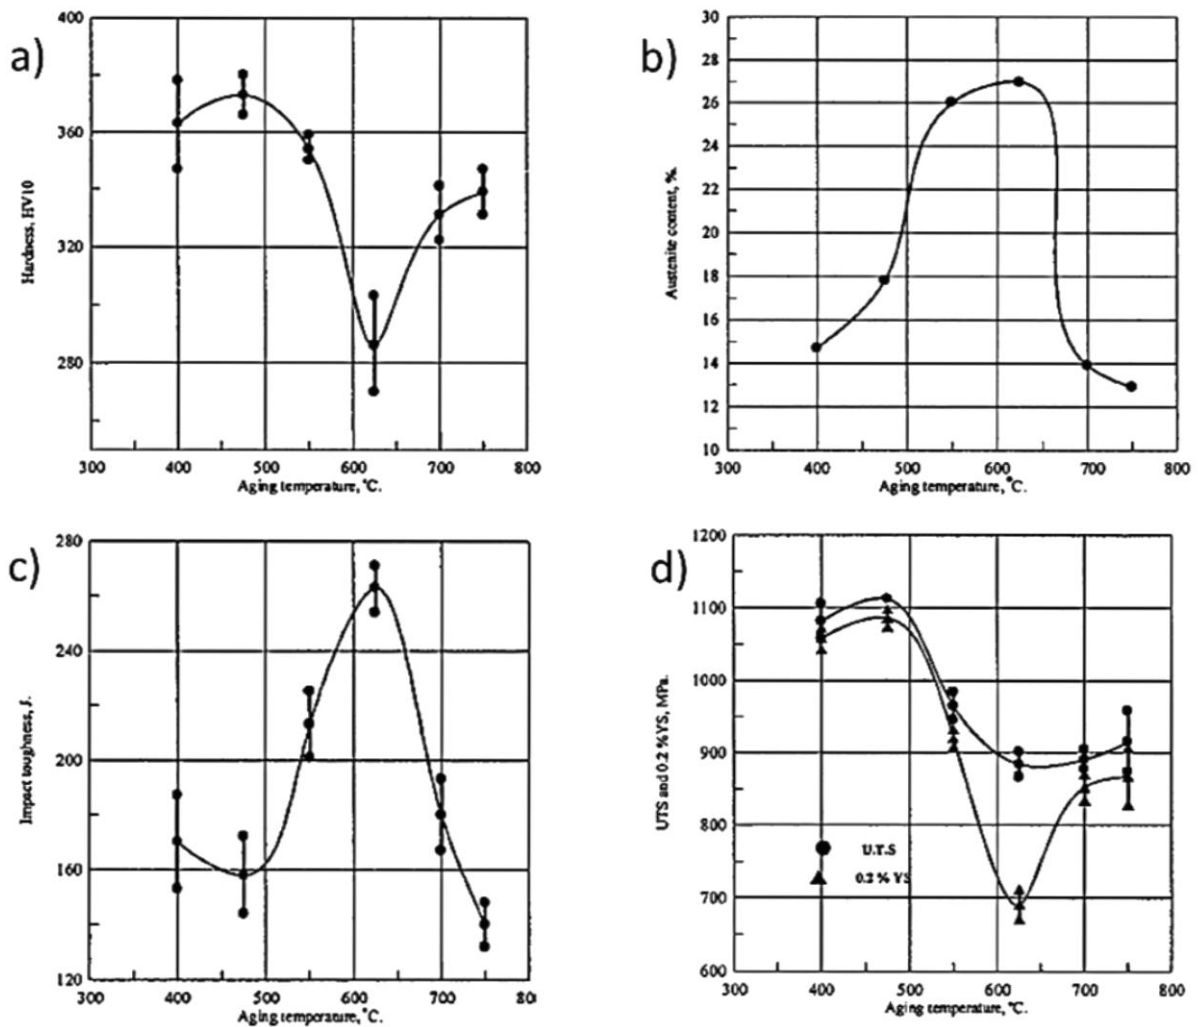 a)
400
360
320
280
Hardness, HV10
300 400 500 600 700 800
Aging temperature, °C.
b)
30
28
26
24
22
20
18
16
14
12
10
Austenite content, %.
300 400 500 600 700 800
Aging temperature, °C.
c)
280
240
200
160
120
Impact toughness, J.
300 400 500 600 700 80
Aging temperature, °C.
d)
1200
1100
1000
900
800
700
600
UTS and 0.2 %YS, MPa.
U.T.S
0.2 % YS
300 400 500 600 700 800
Aging temperature, °C.